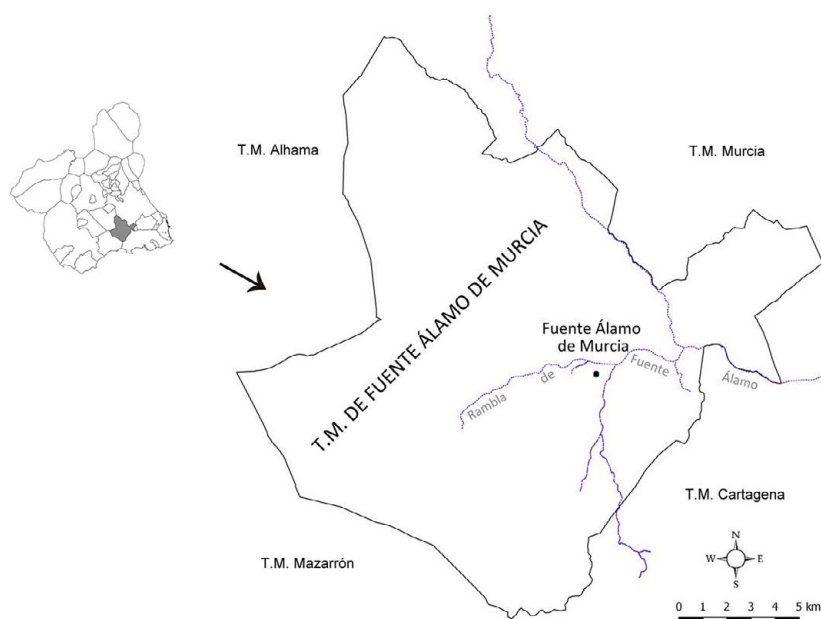 T.M. Alhama
T.M. Murcia
T.M. DE FUENTE ÁLAMO DE MURCIA
Fuente Álamo
de Murcia
Rambla de Fuente Álamo
T.M. Cartagena
T.M. Mazarrón
N
W E
S
0 1 2 3 4 5 km